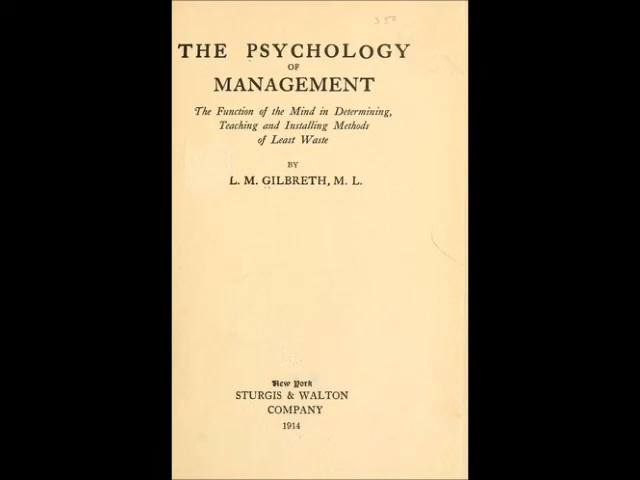 THE PSYCHOLOGY
OF
MANAGEMENT
The Function of the Mind in Determining,
Teaching and Installing Methods
of Least Waste
BY
L. M. GILBRETH, M. L.
New York
STURGIS & WALTON
COMPANY
1914